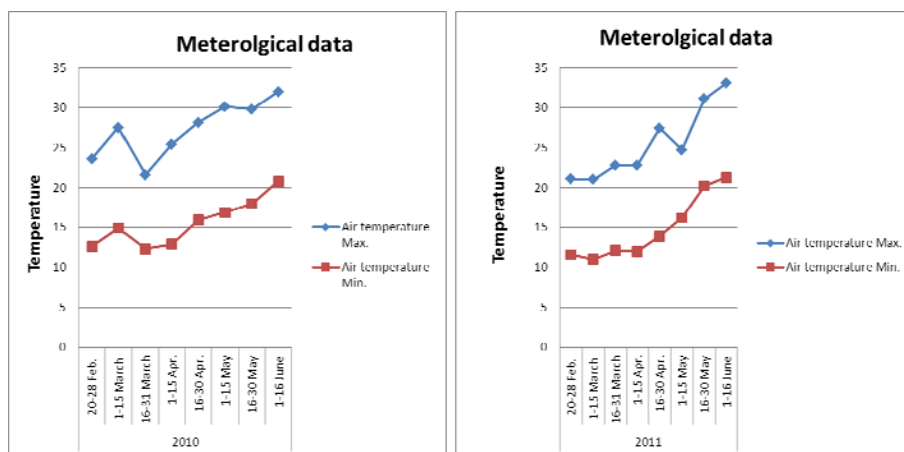 Meterolgical data
35
30
25
20
15
10
5
0
Temperature
Air temperature
Max.
Air temperature
Min.
20-28 Feb.
1-15 March
16-31 March
1-15 Apr.
16-30 Apr.
1-15 May
16-30 May
1-16 June
2010
Meterolgical data
35
30
25
20
15
10
5
0
Temperature
Air temperature Max.
Air temperature Min.
20-28 Feb.
1-15 March
16-31 March
1-15 Apr.
16-30 Apr.
1-15 May
16-30 May
1-16 June
2011